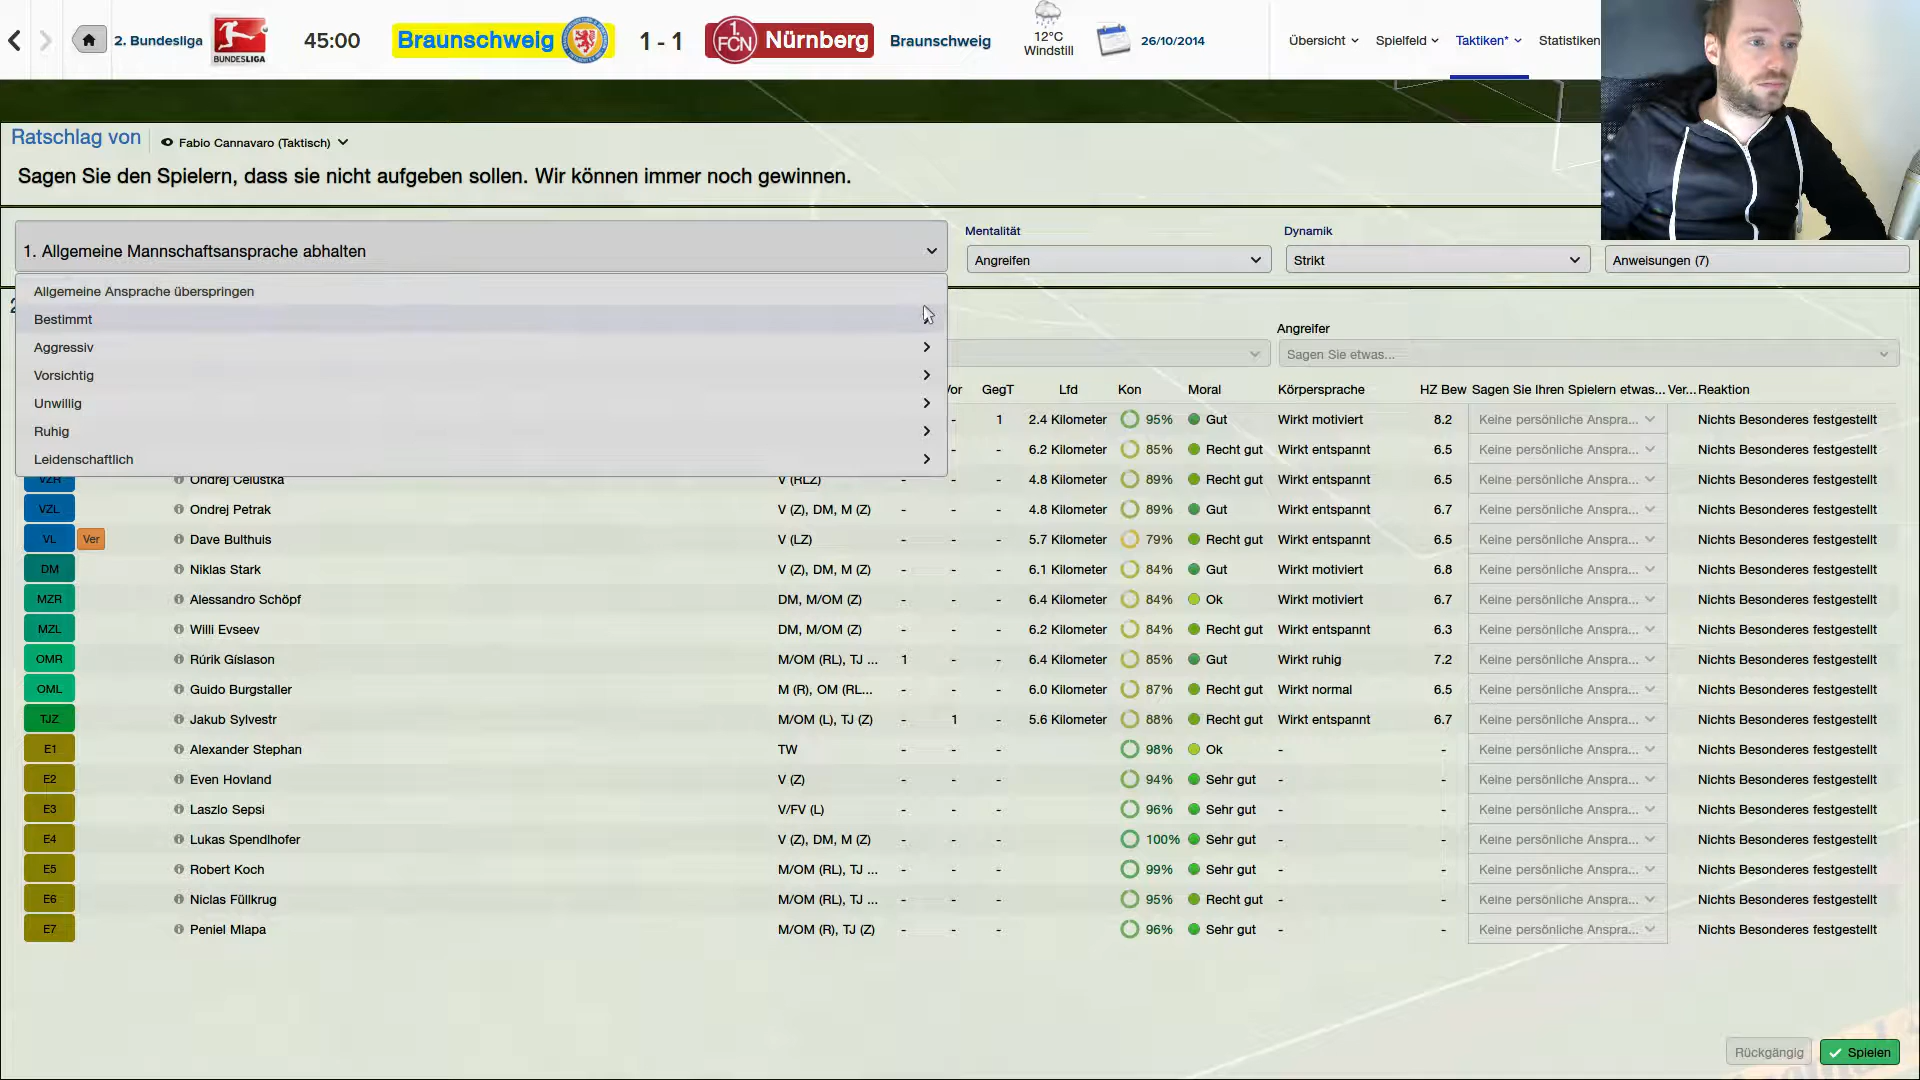 2. Bundesliga
BUNDESLIGA
45:00
Braunschweig
1 - 1
1.
FCN
Nürnberg
Braunschweig
12°C
Windstill
26/10/2014
Übersicht
Spielfeld
Taktiken*
Statistiken
Ratschlag von
Fabio Cannavaro (Taktisch)
Sagen Sie den Spielern, dass sie nicht aufgeben sollen. Wir können immer noch gewinnen.
1. Allgemeine Mannschaftsansprache abhalten
Mentalität
Angreifen
Dynamik
Strikt
Anweisungen (7)
Allgemeine Ansprache überspringen
Bestimmt
Aggressiv
Vorsichtig
Unwillig
Ruhig
Leidenschaftlich
Angreifer
Sagen Sie etwas...
Vor GegT Lfd Kon Moral Körpersprache HZ Bew Sagen Sie Ihren Spielern etwas... Ver... Reaktion
- 1 2.4 Kilometer 95% Gut Wirkt motiviert 8.2 Keine persönliche Anspra... Nichts Besonderes festgestellt
- - 6.2 Kilometer 85% Recht gut Wirkt entspannt 6.5 Keine persönliche Anspra... Nichts Besonderes festgestellt
VZR Ondrej Celustka V (RLZ) - - - 4.8 Kilometer 89% Recht gut Wirkt entspannt 6.5 Keine persönliche Anspra... Nichts Besonderes festgestellt
VZL Ondrej Petrak V (Z), DM, M (Z) - - - 4.8 Kilometer 89% Gut Wirkt entspannt 6.7 Keine persönliche Anspra... Nichts Besonderes festgestellt
VL Ver Dave Bulthuis V (LZ) - - - 5.7 Kilometer 79% Recht gut Wirkt entspannt 6.5 Keine persönliche Anspra... Nichts Besonderes festgestellt
DM Niklas Stark V (Z), DM, M (Z) - - - 6.1 Kilometer 84% Gut Wirkt motiviert 6.8 Keine persönliche Anspra... Nichts Besonderes festgestellt
MZR Alessandro Schöpf DM, M/OM (Z) - - - 6.4 Kilometer 84% Ok Wirkt motiviert 6.7 Keine persönliche Anspra... Nichts Besonderes festgestellt
MZL Willi Evseev DM, M/OM (Z) - - - 6.2 Kilometer 84% Recht gut Wirkt entspannt 6.3 Keine persönliche Anspra... Nichts Besonderes festgestellt
OMR Rúrik Gíslason M/OM (RL), TJ ... 1 - - 6.4 Kilometer 85% Gut Wirkt ruhig 7.2 Keine persönliche Anspra... Nichts Besonderes festgestellt
OML Guido Burgstaller M (R), OM (RL... - - - 6.0 Kilometer 87% Recht gut Wirkt normal 6.5 Keine persönliche Anspra... Nichts Besonderes festgestellt
TJZ Jakub Sylvestr M/OM (L), TJ (Z) - 1 - 5.6 Kilometer 88% Recht gut Wirkt entspannt 6.7 Keine persönliche Anspra... Nichts Besonderes festgestellt
E1 Alexander Stephan TW - - - 98% Ok - - Keine persönliche Anspra... Nichts Besonderes festgestellt
E2 Even Hovland V (Z) - - - 94% Sehr gut - - Keine persönliche Anspra... Nichts Besonderes festgestellt
E3 Laszlo Sepsi V/FV (L) - - - 96% Sehr gut - - Keine persönliche Anspra... Nichts Besonderes festgestellt
E4 Lukas Spendlhofer V (Z), DM, M (Z) - - - 100% Sehr gut - - Keine persönliche Anspra... Nichts Besonderes festgestellt
E5 Robert Koch M/OM (RL), TJ ... - - - 99% Sehr gut - - Keine persönliche Anspra... Nichts Besonderes festgestellt
E6 Niclas Füllkrug M/OM (RL), TJ ... - - - 95% Recht gut - - Keine persönliche Anspra... Nichts Besonderes festgestellt
E7 Peniel Mlapa M/OM (R), TJ (Z) - - - 96% Sehr gut - - Keine persönliche Anspra... Nichts Besonderes festgestellt
Rückgängig
Spielen